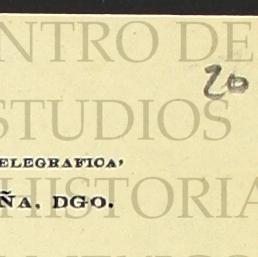 NTRO DE
20
STUDIOS
ELEGRAFICA,
HISTORIA
ÑA, DGO.